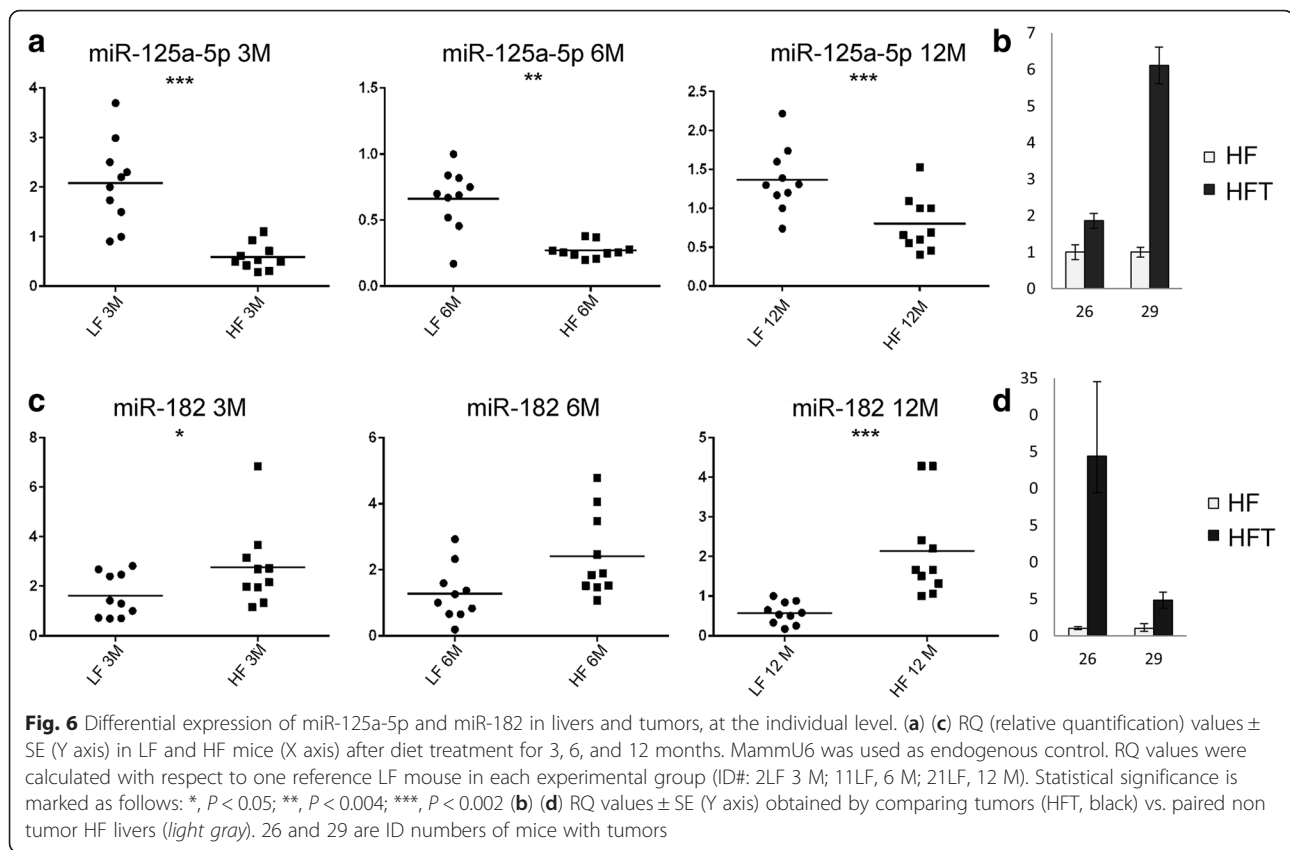 a
miR-125a-5p 3M
***
4
3
2
1
0
LF 3M
HF 3M
miR-125a-5p 6M
**
1.5
1.0
0.5
0.0
LF 6M
HF 6M
miR-125a-5p 12M
***
2.5
2.0
1.5
1.0
0.5
0.0
LF 12M
HF 12M
b
7
6
5
4
3
2
1
0
26
29
HF
HFT
c
miR-182 3M
*
8
6
4
2
0
LF 3M
HF 3M
miR-182 6M
6
4
2
0
LF 6M
HF 6M
miR-182 12M
***
5
4
3
2
1
0
LF 12 M
HF 12 M
d
35
0
5
0
5
0
5
0
26
29
HF
HFT
Fig. 6 Differential expression of miR-125a-5p and miR-182 in livers and tumors, at the individual level. (a) (c) RQ (relative quantification) values ±
SE (Y axis) in LF and HF mice (X axis) after diet treatment for 3, 6, and 12 months. MammU6 was used as endogenous control. RQ values were
calculated with respect to one reference LF mouse in each experimental group (ID#: 2LF 3 M; 11LF, 6 M; 21LF, 12 M). Statistical significance is
marked as follows: *, P < 0.05; **, P < 0.004; ***, P < 0.002 (b) (d) RQ values ± SE (Y axis) obtained by comparing tumors (HFT, black) vs. paired non
tumor HF livers (light gray). 26 and 29 are ID numbers of mice with tumors